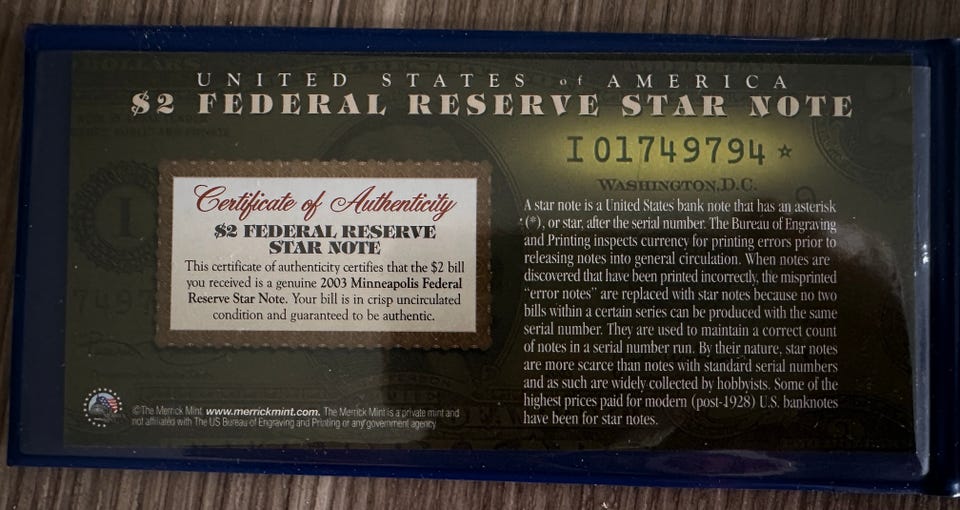 UNITED STATES of AMERICA
$2 FEDERAL RESERVE STAR NOTE
I 01749794 ☆
WASHINGTON, D.C.
Certificate of Authenticity
$2 FEDERAL RESERVE
STAR NOTE
This certificate of authenticity certifies that the $2 bill
you received is a genuine 2003 Minneapolis Federal
Reserve Star Note. Your bill is in crisp uncirculated
condition and guaranteed to be authentic.
A star note is a United States bank note that has an asterisk
(*), or star, after the serial number. The Bureau of Engraving
and Printing inspects currency for printing errors prior to
releasing notes into general circulation. When notes are
discovered that have been printed incorrectly, the misprinted
"error notes" are replaced with star notes because no two
bills within a certain series can be produced with the same
serial number. They are used to maintain a correct count
of notes in a serial number run. By their nature, star notes
are more scarce than notes with standard serial numbers
and as such are widely collected by hobbyists. Some of the
highest prices paid for modern (post-1928) U.S. banknotes
have been for star notes.
©The Merrick Mint. www.merrickmint.com. The Merrick Mint is a private mint and
not affiliated with The US Bureau of Engraving and Printing or any government agency